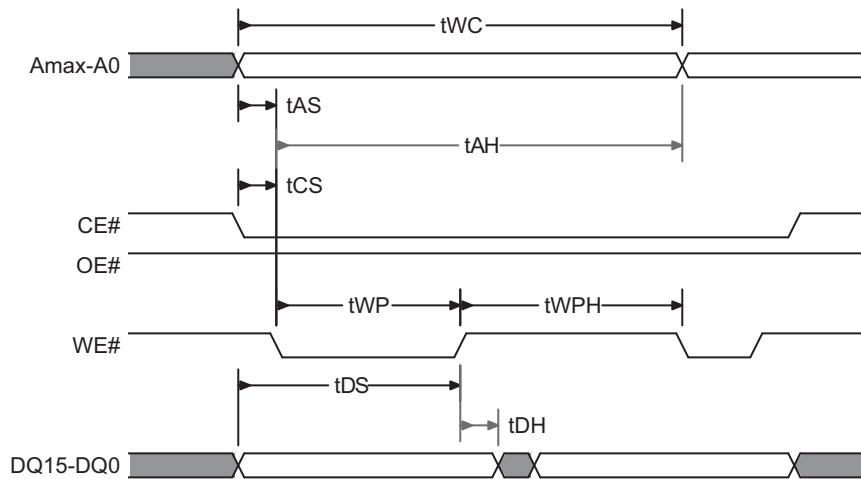 tWC
Amax-A0
tAS
tAH
tCS
CE#
OE#
tWP
tWPH
WE#
tDS
tDH
DQ15-DQ0